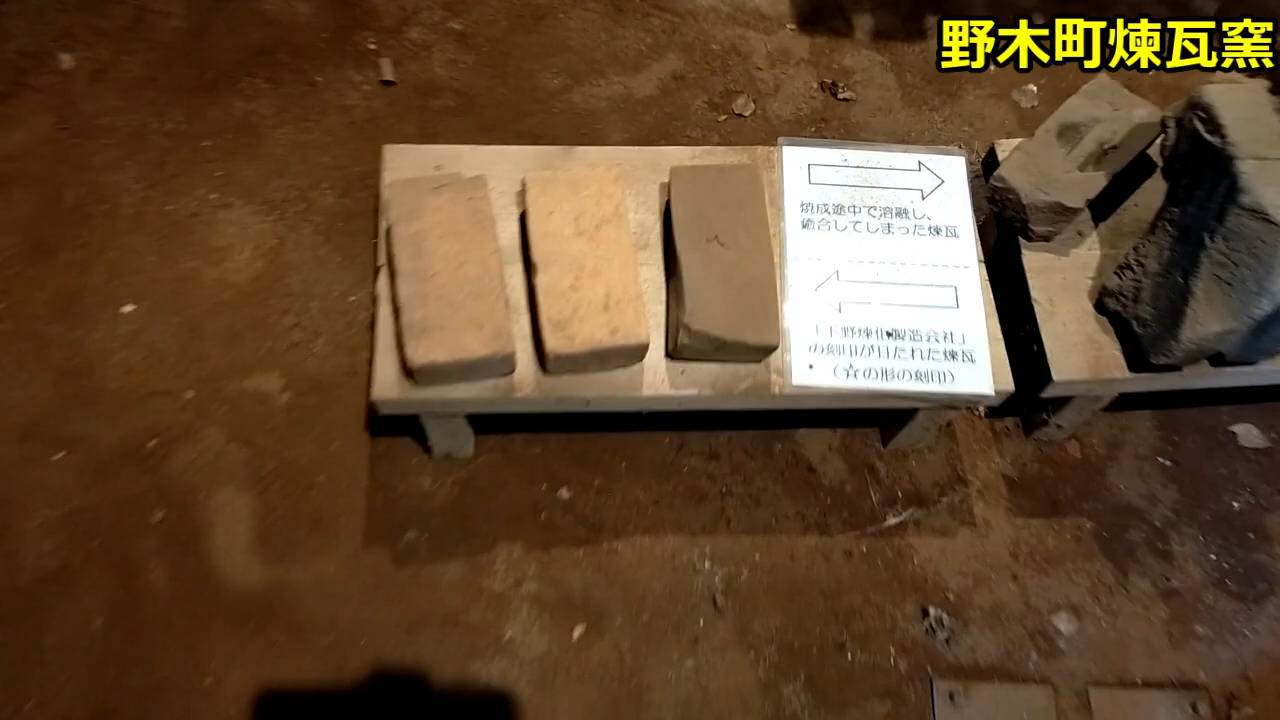 野木町煉瓦窯
焼成途中で溶融し、
癒合してしまった煉瓦
「下野煉化製造会社」
の刻印が打たれた煉瓦
(☆の形の刻印)